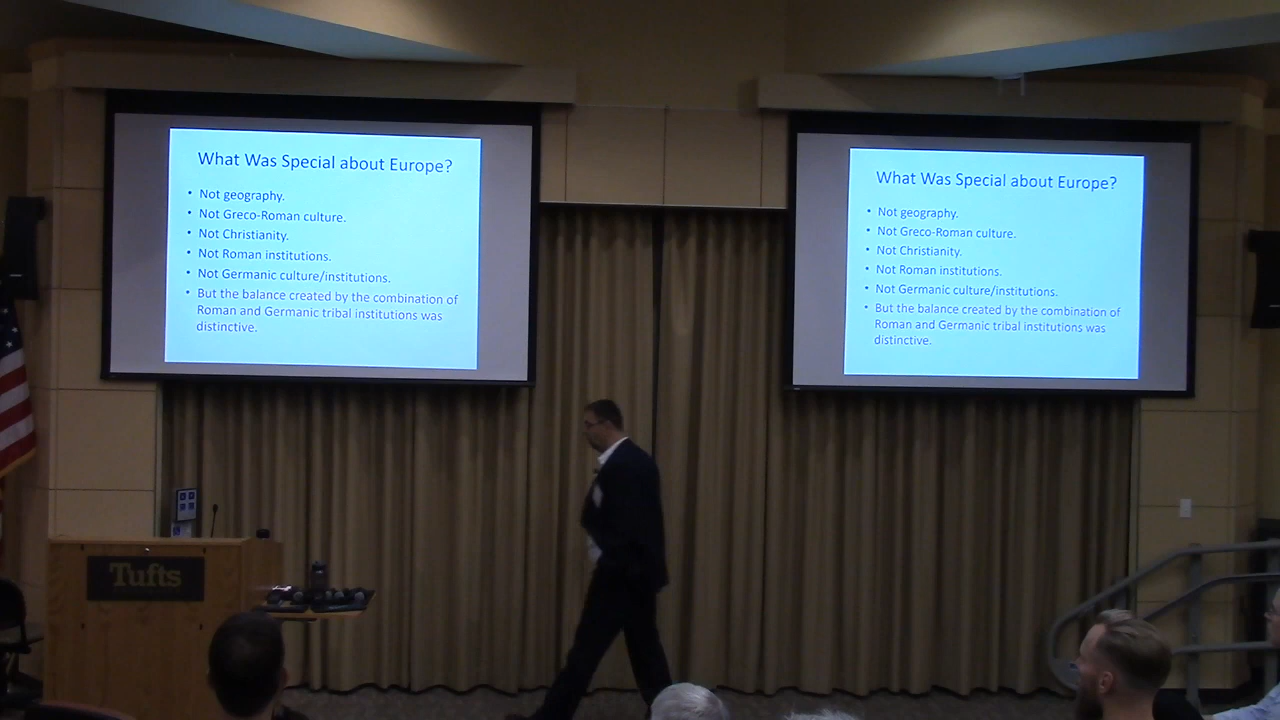 What Was Special about Europe?
• Not geography.
• Not Greco-Roman culture.
• Not Christianity.
• Not Roman institutions.
• Not Germanic culture/institutions.
• But the balance created by the combination of
Roman and Germanic tribal institutions was
distinctive.
What Was Special about Europe?
• Not geography.
• Not Greco-Roman culture.
• Not Christianity.
• Not Roman institutions.
• Not Germanic culture/institutions.
• But the balance created by the combination of
Roman and Germanic tribal institutions was
distinctive.
Tufts